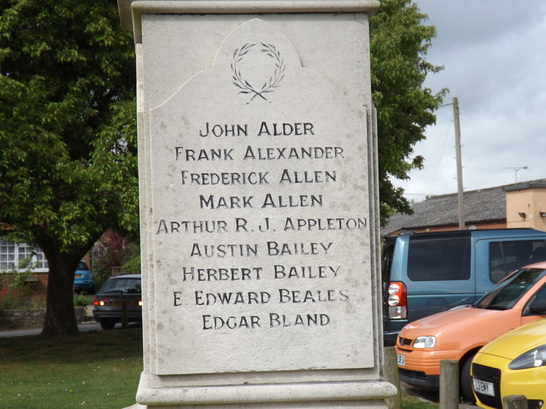 JOHN ALDER
FRANK ALEXANDER
FREDERICK ALLEN
MARK ALLEN
ARTHUR R. J. APPLETON
AUSTIN BAILEY
HERBERT BAILEY
E. EDWARD BEALES
EDGAR BLAND